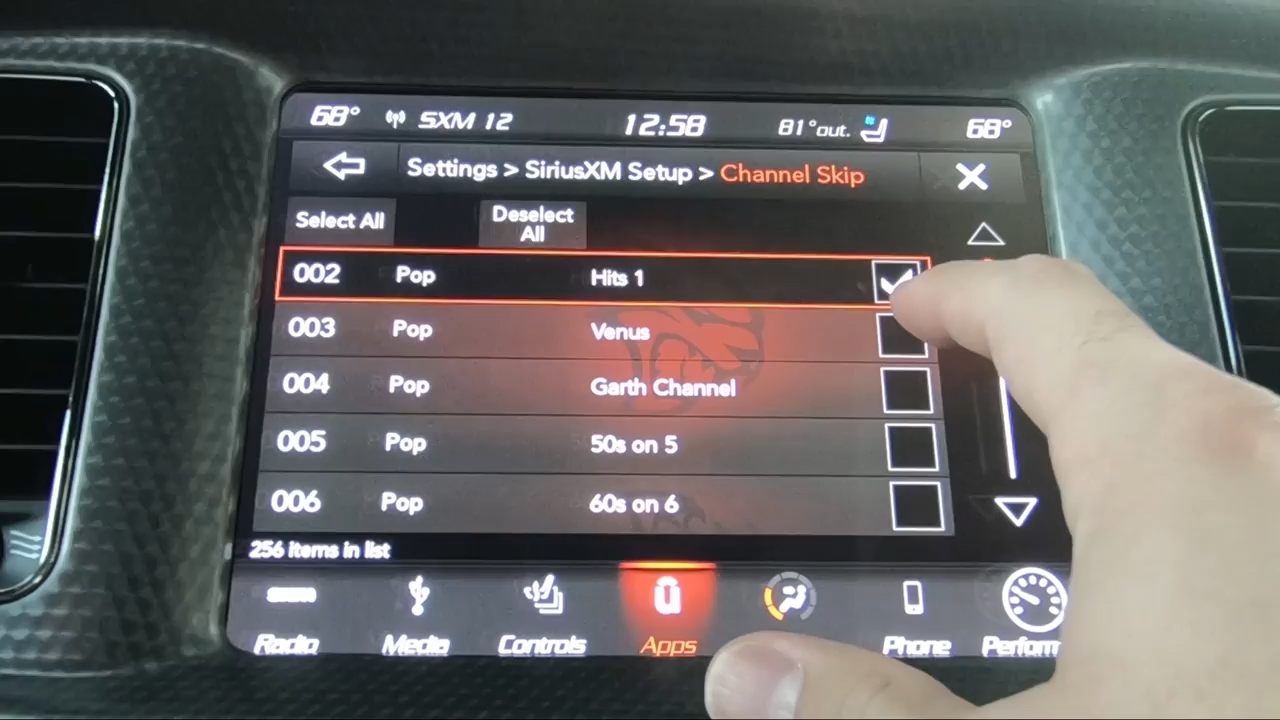 68° SXM 12 12:58 81°out. 68°
Settings > SiriusXM Setup > Channel Skip
Select All
Deselect
All
002 Pop Hits 1
003 Pop Venus
004 Pop Garth Channel
005 Pop 50s on 5
006 Pop 60s on 6
256 items in list
Radio Media Controls Apps Phone Perform